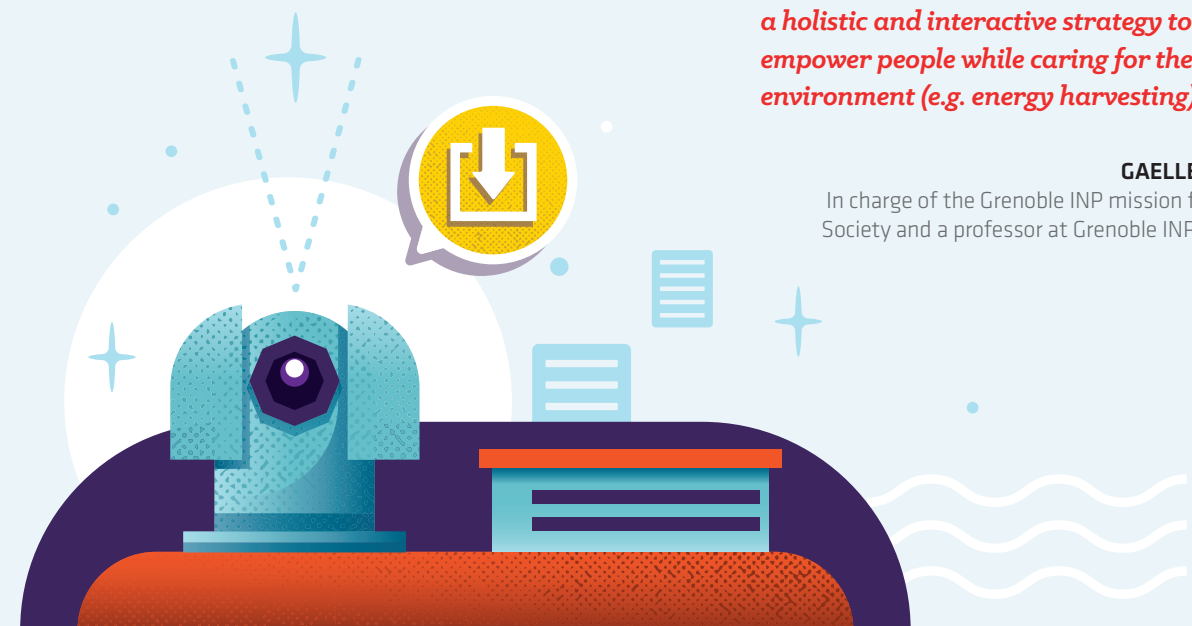 a holistic and interactive strategy to
empower people while caring for the
environment (e.g. energy harvesting)
GAELLE
In charge of the Grenoble INP mission f
Society and a professor at Grenoble INP